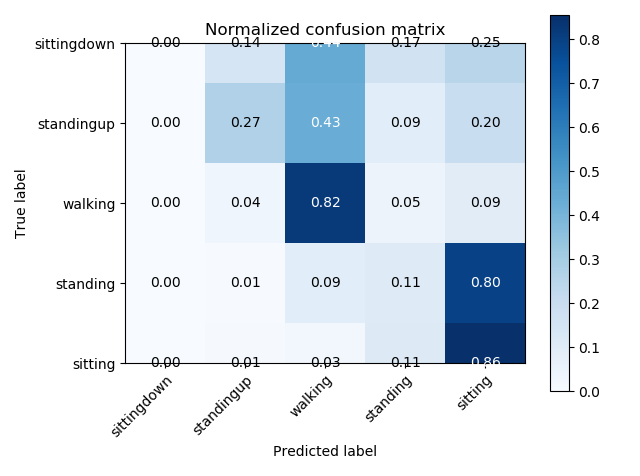 Normalized confusion matrix
sittingdown 0.00 0.14 0.44 0.17 0.25
standingup 0.00 0.27 0.43 0.09 0.20
walking 0.00 0.04 0.82 0.05 0.09
standing 0.00 0.01 0.09 0.11 0.80
sitting 0.00 0.01 0.03 0.11 0.86
sittingdown standingup walking standing sitting
Predicted label
True label
0.8
0.7
0.6
0.5
0.4
0.3
0.2
0.1
0.0